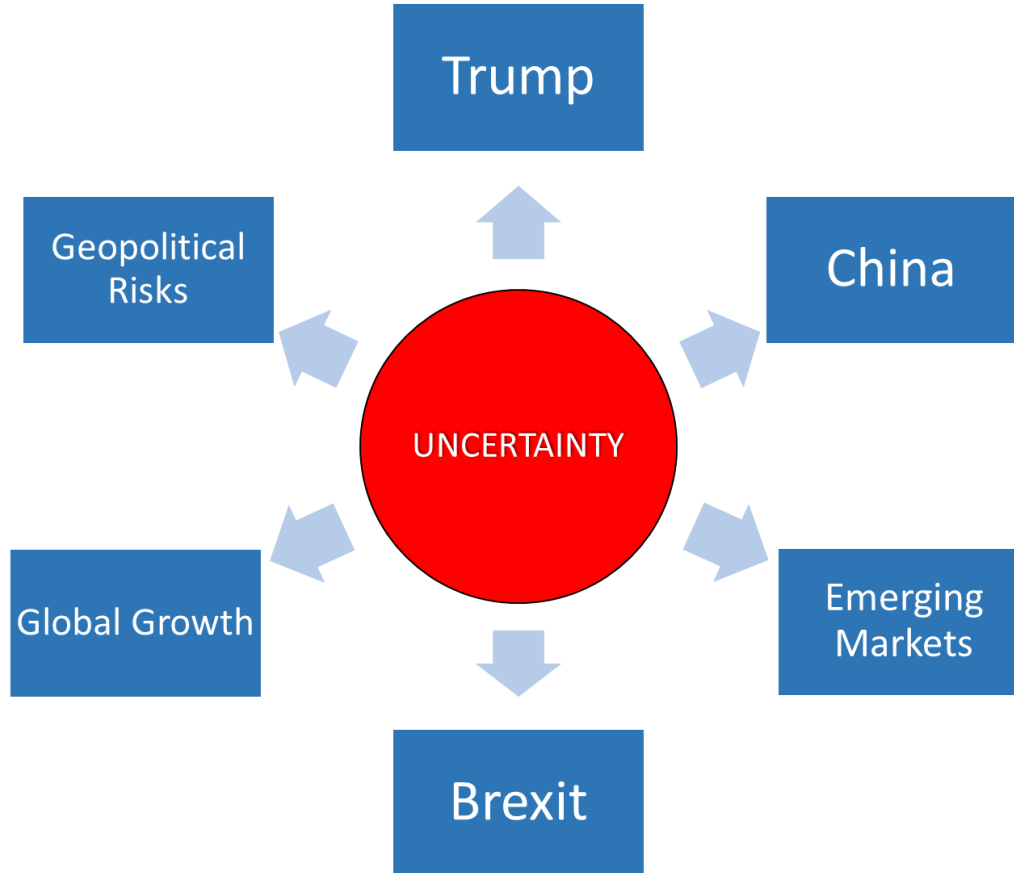 Trump
Geopolitical
Risks
China
UNCERTAINTY
Global Growth
Emerging
Markets
Brexit